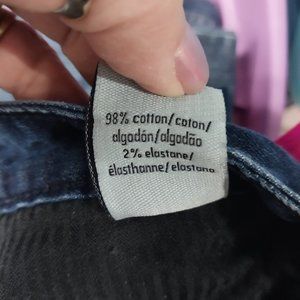 98% cotton/coton/
algodón/algodão
2% elastane/
élasthanne/elastano